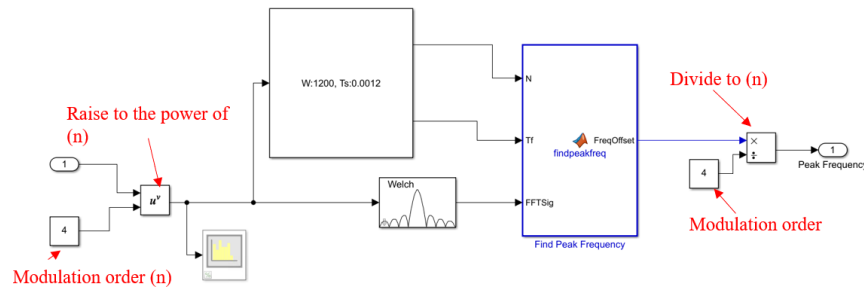 W:1200, Ts:0.0012
Raise to the power of
(n)
1
4
u^v
Modulation order (n)
Welch
N
Tf
FFTSig
findpeakfreq
FreqOffset
Find Peak Frequency
Divide to (n)
×
÷
4
Modulation order
1
Peak Frequency